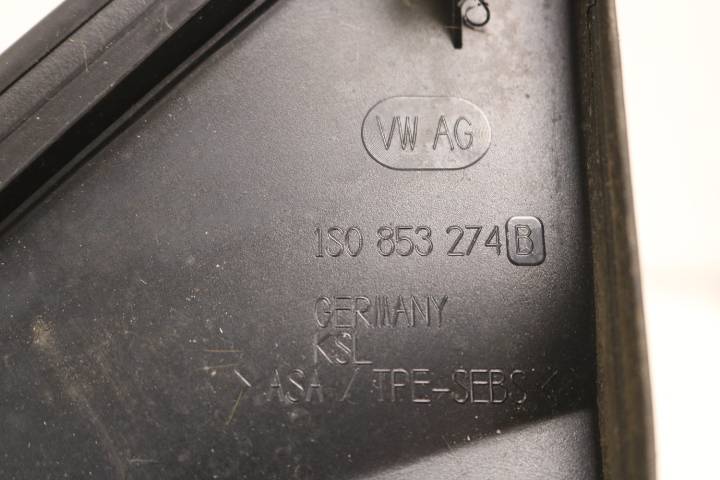 VW AG
1S0 853 274 B
GERMANY
KSL
>ASA / TPE-SEBS<